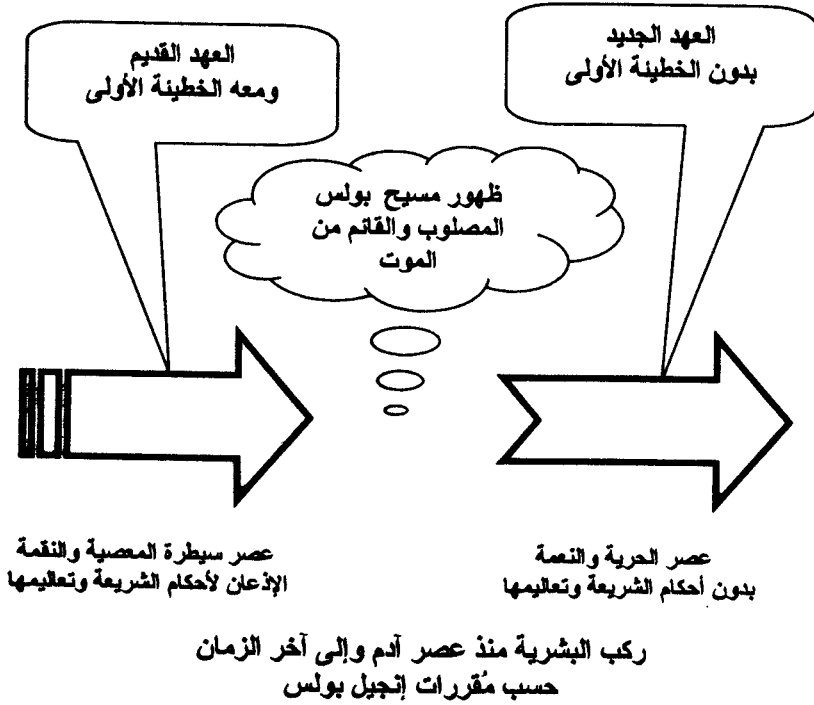 العهد القديم
ومعه الخطيئة الأولى
العهد الجديد
بدون الخطيئة الأولى
ظهور مسيح بولس
المصلوب والقائم من
الموت
عصر سيطرة المعصية والنقمة
الإذعان لأحكام الشريعة وتعاليمها
عصر الحرية والنعمة
بدون أحكام الشريعة وتعاليمها
ركب البشرية منذ عصر آدم وإلى آخر الزمان
حسب مُقررات إنجيل بولس